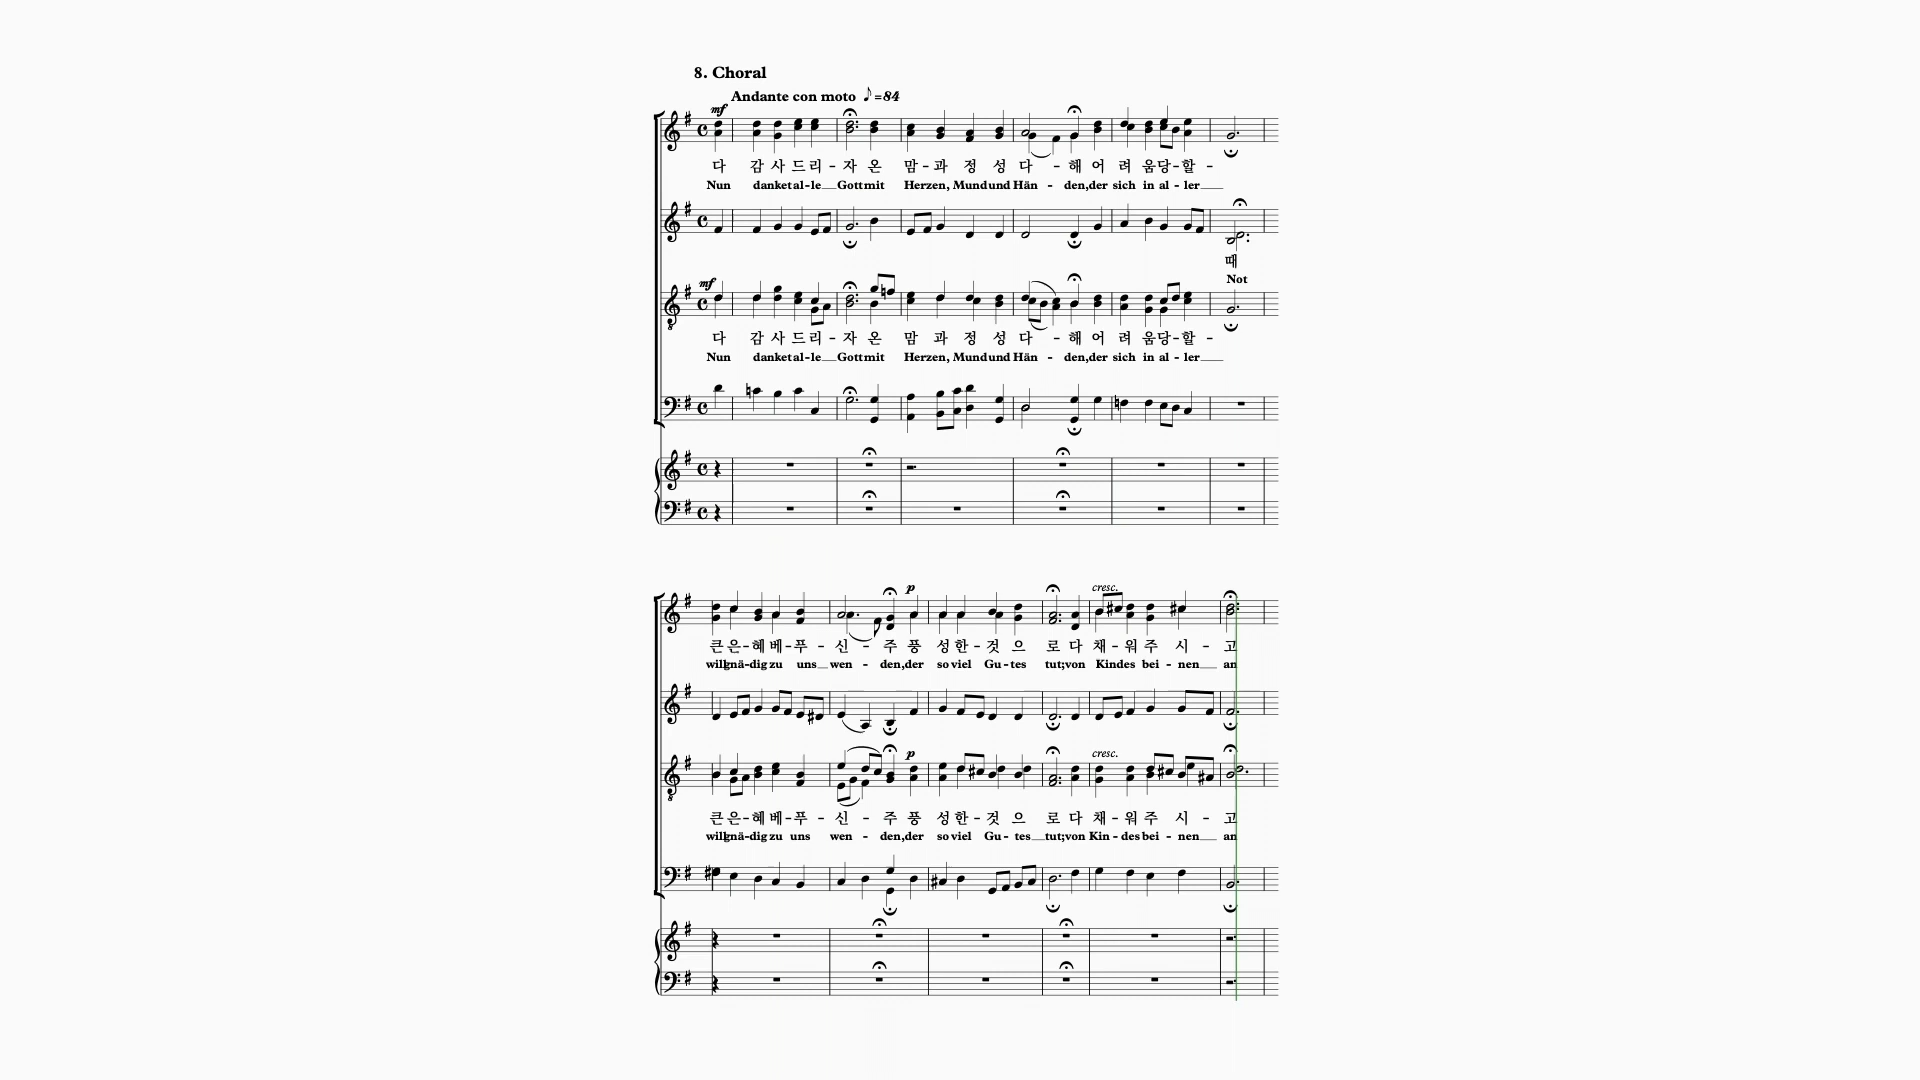 8. Choral
Andante con moto ♪=84
mf
다 감 사 드 리 - 자 온 맘 - 과 정 성 다 - 해 어 려 움 당 - 할 -
Nun danket al - le Gott mit Herzen, Mund und Hän - den, der sich in al - ler
때
Not
mf
다 감 사 드 리 - 자 온 맘 - 과 정 성 다 - 해 어 려 움 당 - 할 -
Nun danket al - le Gott mit Herzen, Mund und Hän - den, der sich in al - ler
p cresc.
큰 은 - 혜 베 - 푸 - 신 - 주 풍 성 한 - 것 으 로 다 채 - 워 주 시 - 고
will gnä - dig zu uns wen - den, der so viel Gu - tes tut; von Kindes bei - nen an
p cresc.
큰 은 - 혜 베 - 푸 - 신 - 주 풍 성 한 - 것 으 로 다 채 - 워 주 시 - 고
will gnä - dig zu uns wen - den, der so viel Gu - tes tut; von Kin - des bei - nen an